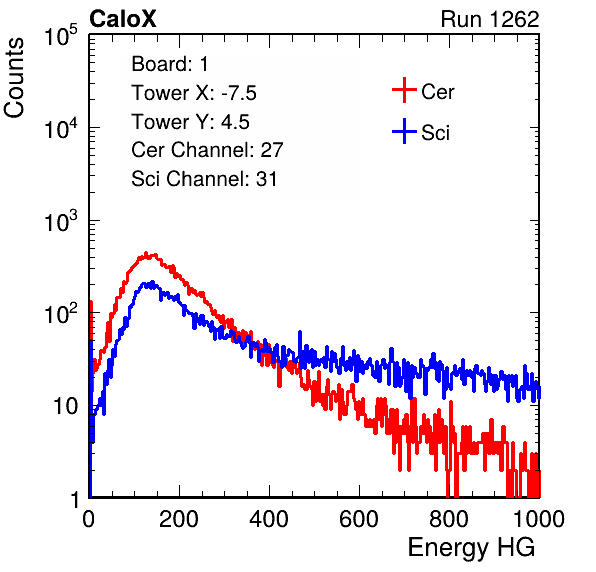 CaloX Run 1262
Counts
Board: 1
Tower X: -7.5
Tower Y: 4.5
Cer Channel: 27
Sci Channel: 31
Cer
Sci
10^5
10^4
10^3
10^2
10
1
0 200 400 600 800 1000
Energy HG